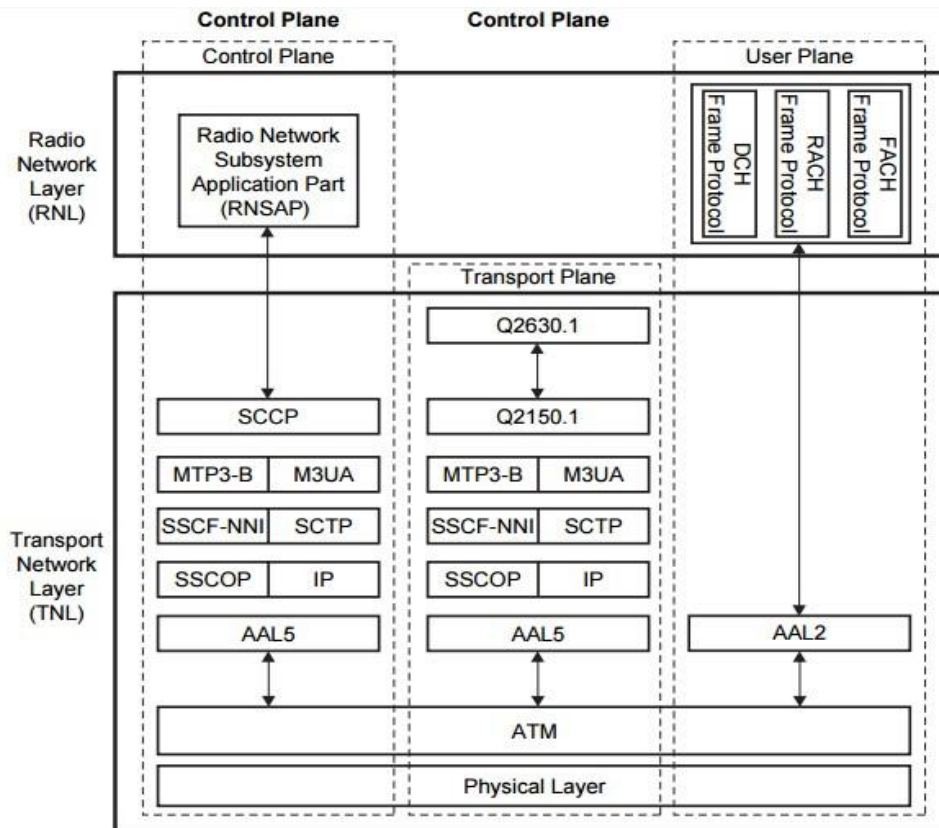 Control Plane
Control Plane
Control Plane
User Plane
Radio
Network
Layer
(RNL)
Radio Network
Subsystem
Application Part
(RNSAP)
DCH
Frame Protocol
RACH
Frame Protocol
FACH
Frame Protocol
Transport Plane
Transport
Network
Layer
(TNL)
Q2630.1
SCCP
Q2150.1
MTP3-B
M3UA
MTP3-B
M3UA
SSCF-NNI
SCTP
SSCF-NNI
SCTP
SSCOP
IP
SSCOP
IP
AAL5
AAL5
AAL2
ATM
Physical Layer